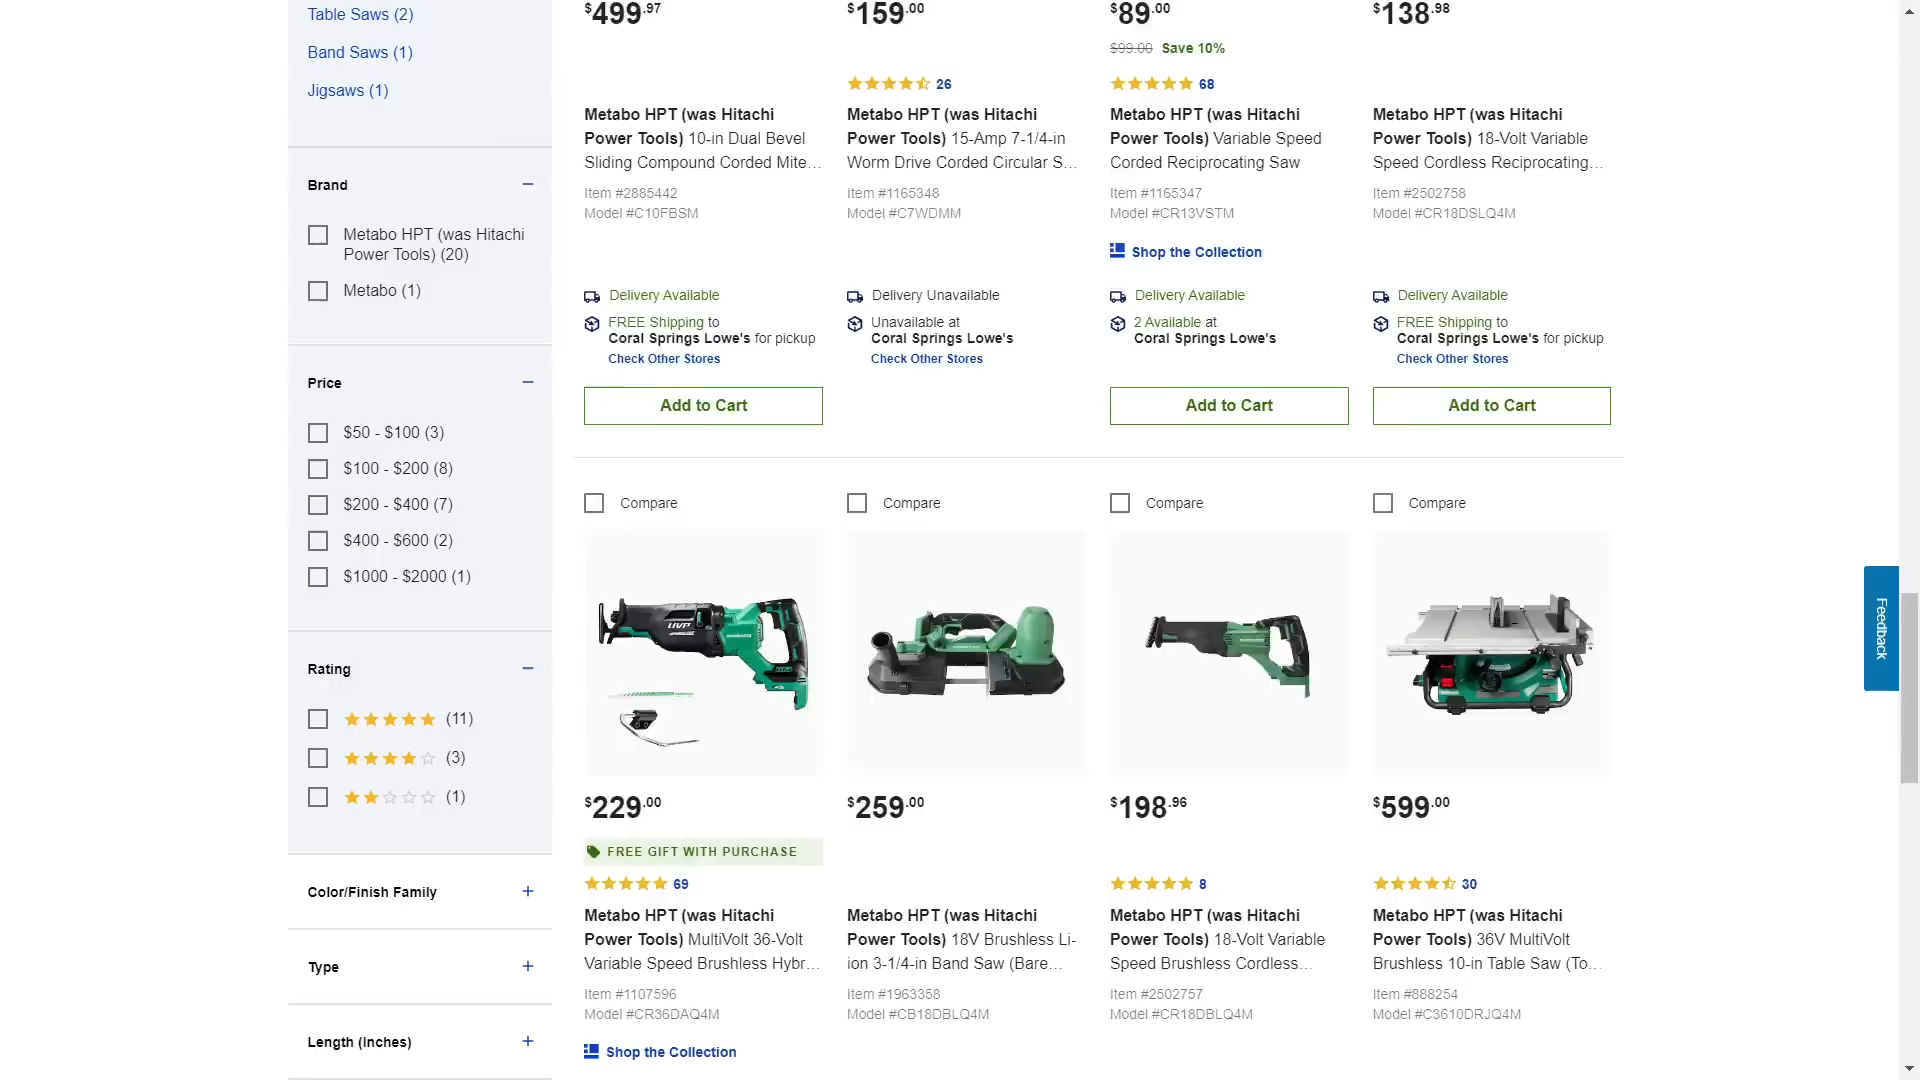 Table Saws (2)
Band Saws (1)
Jigsaws (1)
Brand
Metabo HPT (was Hitachi
Power Tools) (20)
Metabo (1)
Price
$50 - $100 (3)
$100 - $200 (8)
$200 - $400 (7)
$400 - $600 (2)
$1000 - $2000 (1)
Rating
(11)
(3)
(1)
Color/Finish Family
Type
Length (Inches)
$499.97
Metabo HPT (was Hitachi
Power Tools) 10-in Dual Bevel
Sliding Compound Corded Mite...
Item #2885442
Model #C10FBSM
Delivery Available
FREE Shipping to
Coral Springs Lowe's for pickup
Check Other Stores
Add to Cart
$159.00
26
Metabo HPT (was Hitachi
Power Tools) 15-Amp 7-1/4-in
Worm Drive Corded Circular S...
Item #1165348
Model #C7WDMM
Delivery Unavailable
Unavailable at
Coral Springs Lowe's
Check Other Stores
$89.00
$99.00 Save 10%
68
Metabo HPT (was Hitachi
Power Tools) Variable Speed
Corded Reciprocating Saw
Item #1165347
Model #CR13VSTM
Shop the Collection
Delivery Available
2 Available at
Coral Springs Lowe's
Add to Cart
$138.98
Metabo HPT (was Hitachi
Power Tools) 18-Volt Variable
Speed Cordless Reciprocating...
Item #2502758
Model #CR18DSLQ4M
Delivery Available
FREE Shipping to
Coral Springs Lowe's for pickup
Check Other Stores
Add to Cart
Compare
$229.00
FREE GIFT WITH PURCHASE
69
Metabo HPT (was Hitachi
Power Tools) MultiVolt 36-Volt
Variable Speed Brushless Hybr...
Item #1107596
Model #CR36DAQ4M
Shop the Collection
Compare
$259.00
Metabo HPT (was Hitachi
Power Tools) 18V Brushless Li-
ion 3-1/4-in Band Saw (Bare...
Item #1963358
Model #CB18DBLQ4M
Compare
$198.96
8
Metabo HPT (was Hitachi
Power Tools) 18-Volt Variable
Speed Brushless Cordless...
Item #2502757
Model #CR18DBLQ4M
Compare
$599.00
30
Metabo HPT (was Hitachi
Power Tools) 36V MultiVolt
Brushless 10-in Table Saw (To...
Item #888254
Model #C3610DRJQ4M
Feedback